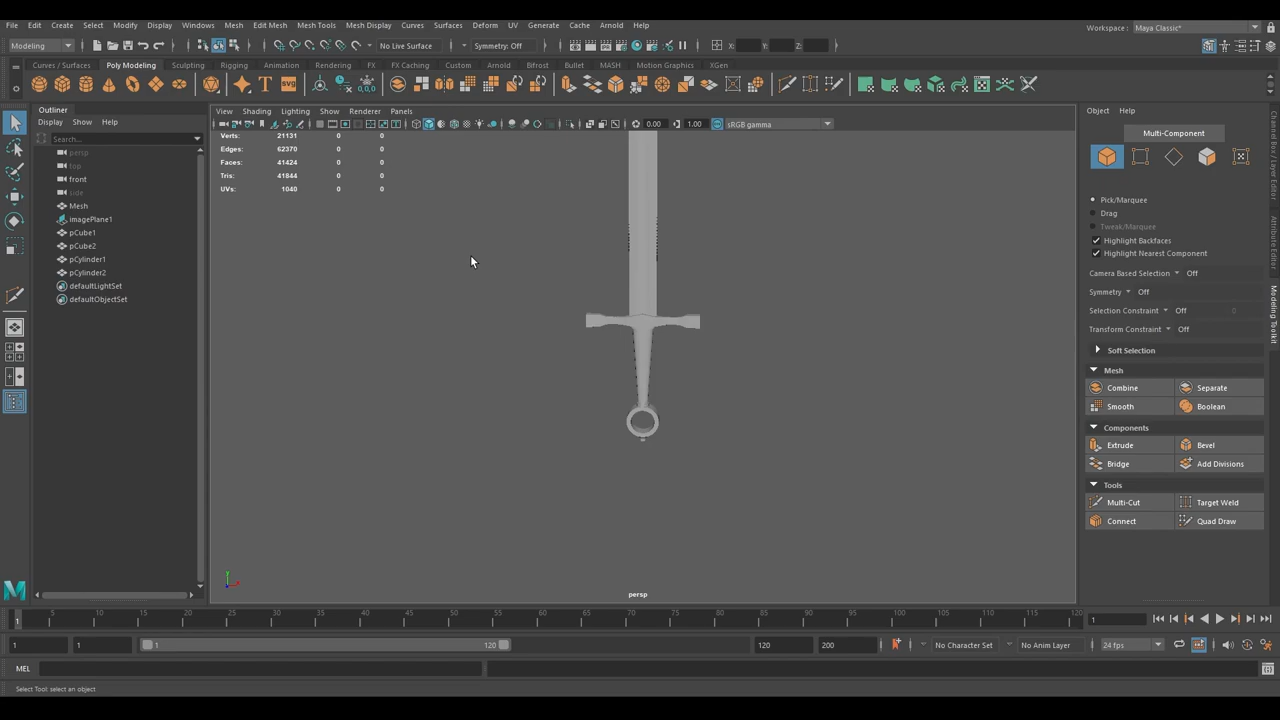 File Edit Create Select Modify Display Windows Mesh Edit Mesh Mesh Tools Mesh Display Curves Surfaces Deform UV Generate Cache Arnold Help
Workspace: Maya Classic*
Modeling No Live Surface Symmetry: Off X: Y: Z:
Curves / Surfaces Poly Modeling Sculpting Rigging Animation Rendering FX FX Caching Custom Arnold Bifrost Bullet MASH Motion Graphics XGen
SVG
0,0,0
Outliner
Display Show Help
Search...
persp
top
front
side
Mesh
imagePlane1
pCube1
pCube2
pCylinder1
pCylinder2
defaultLightSet
defaultObjectSet
View Shading Lighting Show Renderer Panels
0.00 1.00 sRGB gamma
Verts: 21131 0 0
Edges: 62370 0 0
Faces: 41424 0 0
Tris: 41844 0 0
UVs: 1040 0 0
persp
Object Help
Multi-Component
Pick/Marquee
Drag
Tweak/Marquee
Highlight Backfaces
Highlight Nearest Component
Camera Based Selection Off
Symmetry Off
Selection Constraint Off 0
Transform Constraint Off
Soft Selection
Mesh
Combine Separate
Smooth Boolean
Components
Extrude Bevel
Bridge Add Divisions
Tools
Multi-Cut Target Weld
Connect Quad Draw
Channel Box / Layer Editor
Attribute Editor
Modeling Toolkit
5 10 15 20 25 30 35 40 45 50 55 60 65 70 75 80 85 90 95 100 105 110 115 120
1 1
1 1 1 120 120 200 No Character Set No Anim Layer 24 fps
MEL
Select Tool: select an object